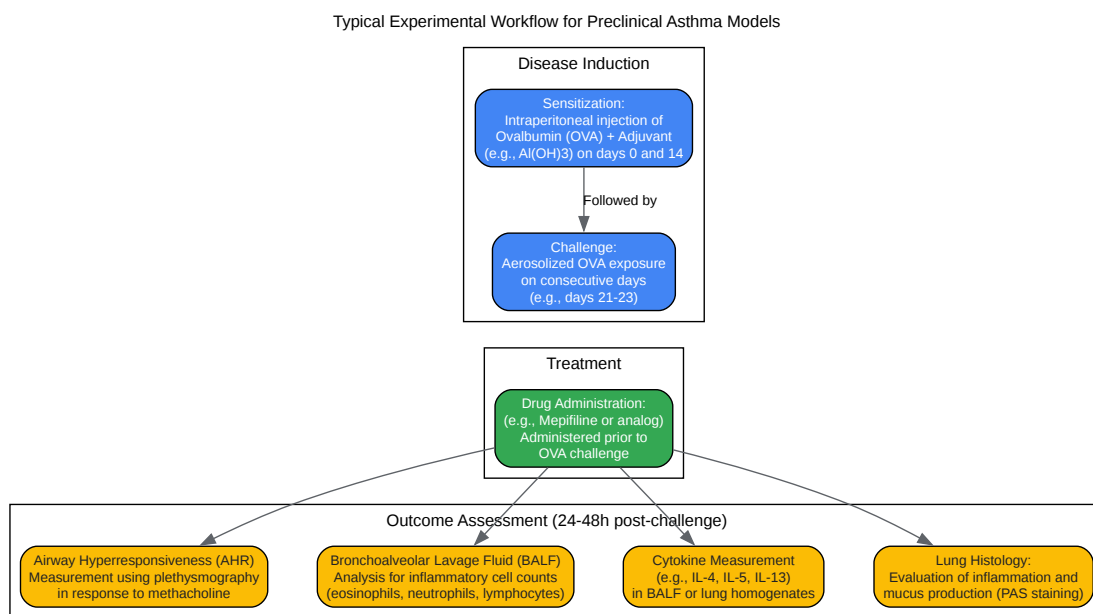 Typical Experimental Workflow for Preclinical Asthma Models
Disease Induction
Sensitization:
Intraperitoneal injection of
Ovalbumin (OVA) + Adjuvant
(e.g., Al(OH)3) on days 0 and 14
Followed by
Challenge:
Aerosolized OVA exposure
on consecutive days
(e.g., days 21-23)
Treatment
Drug Administration:
(e.g., Mepifiline or analog)
Administered prior to
OVA challenge
Outcome Assessment (24-48h post-challenge)
Airway Hyperresponsiveness (AHR)
Measurement using plethysmography
in response to methacholine
Bronchoalveolar Lavage Fluid (BALF)
Analysis for inflammatory cell counts
(eosinophils, neutrophils, lymphocytes)
Cytokine Measurement
(e.g., IL-4, IL-5, IL-13)
in BALF or lung homogenates
Lung Histology:
Evaluation of inflammation and
mucus production (PAS staining)